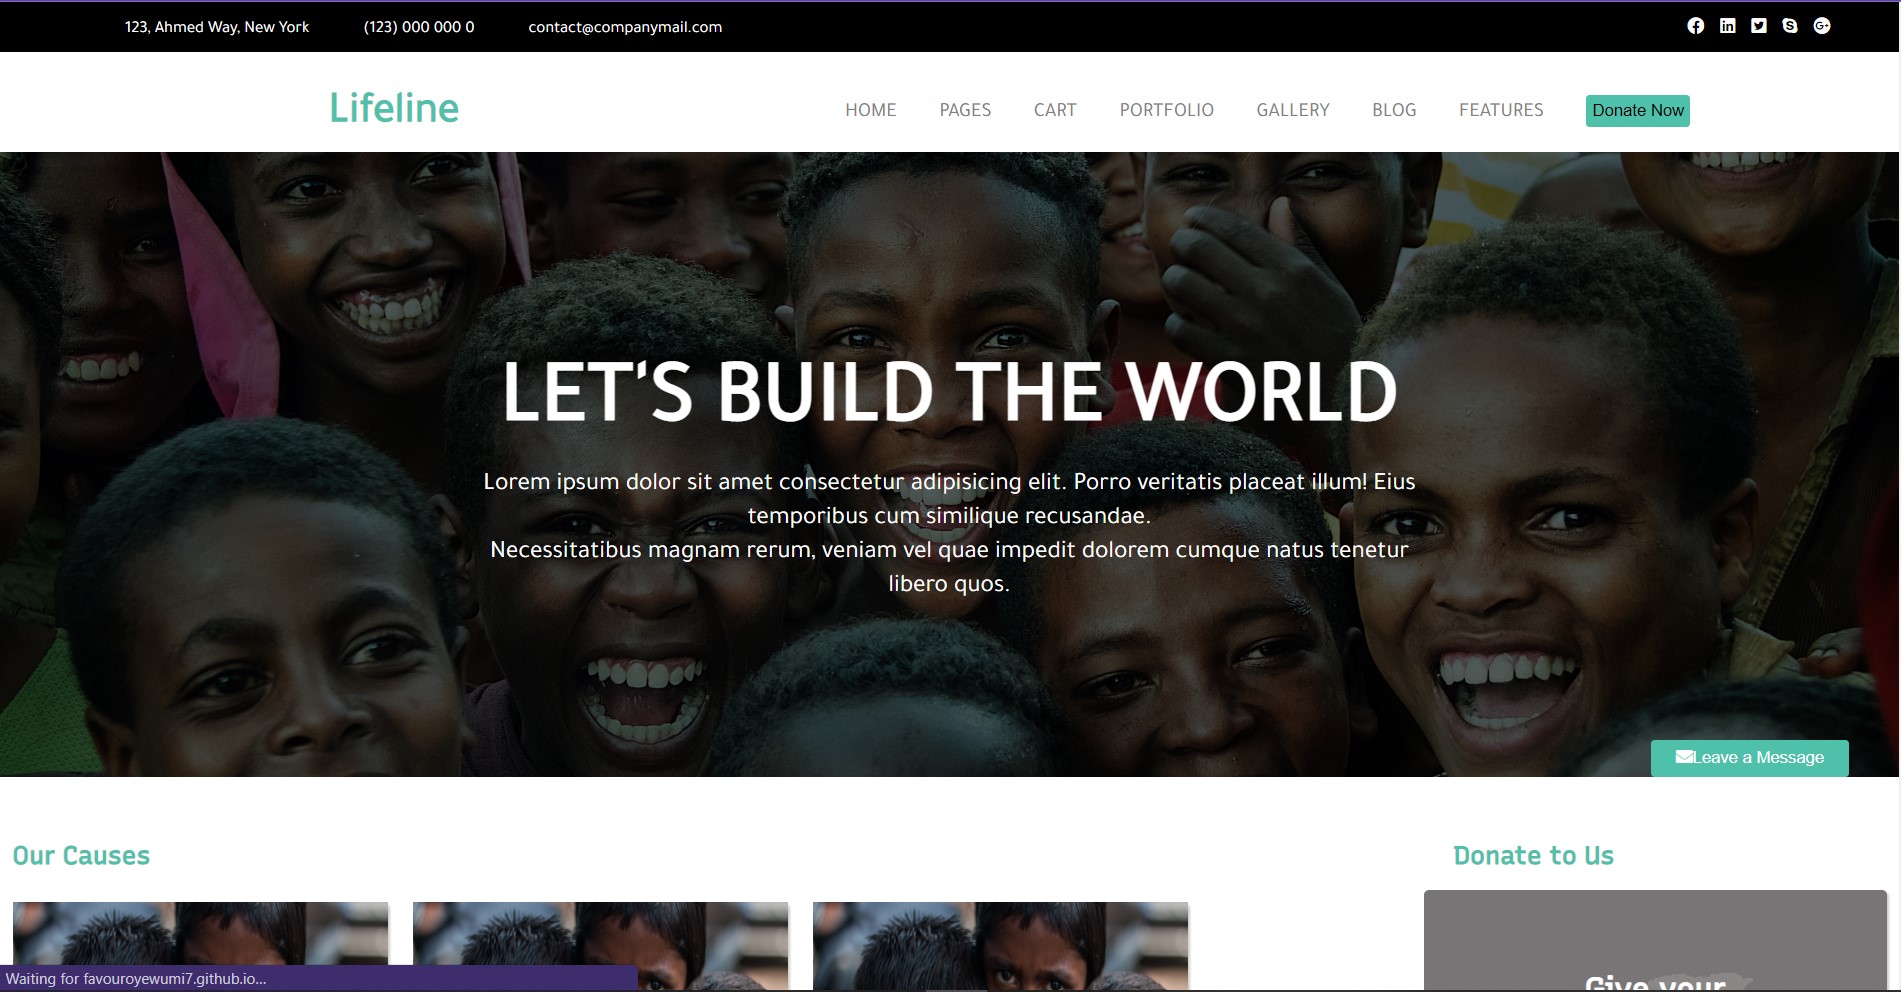 123, Ahmed Way, New York (123) 000 000 0 contact@companymail.com
Lifeline HOME PAGES CART PORTFOLIO GALLERY BLOG FEATURES Donate Now
LET'S BUILD THE WORLD
Lorem ipsum dolor sit amet consectetur adipisicing elit. Porro veritatis placeat illum! Eius
temporibus cum similique recusandae.
Necessitatibus magnam rerum, veniam vel quae impedit dolorem cumque natus tenetur
libero quos.
Leave a Message
Our Causes
Donate to Us
Give your
Waiting for favouroyewumi7.github.io...